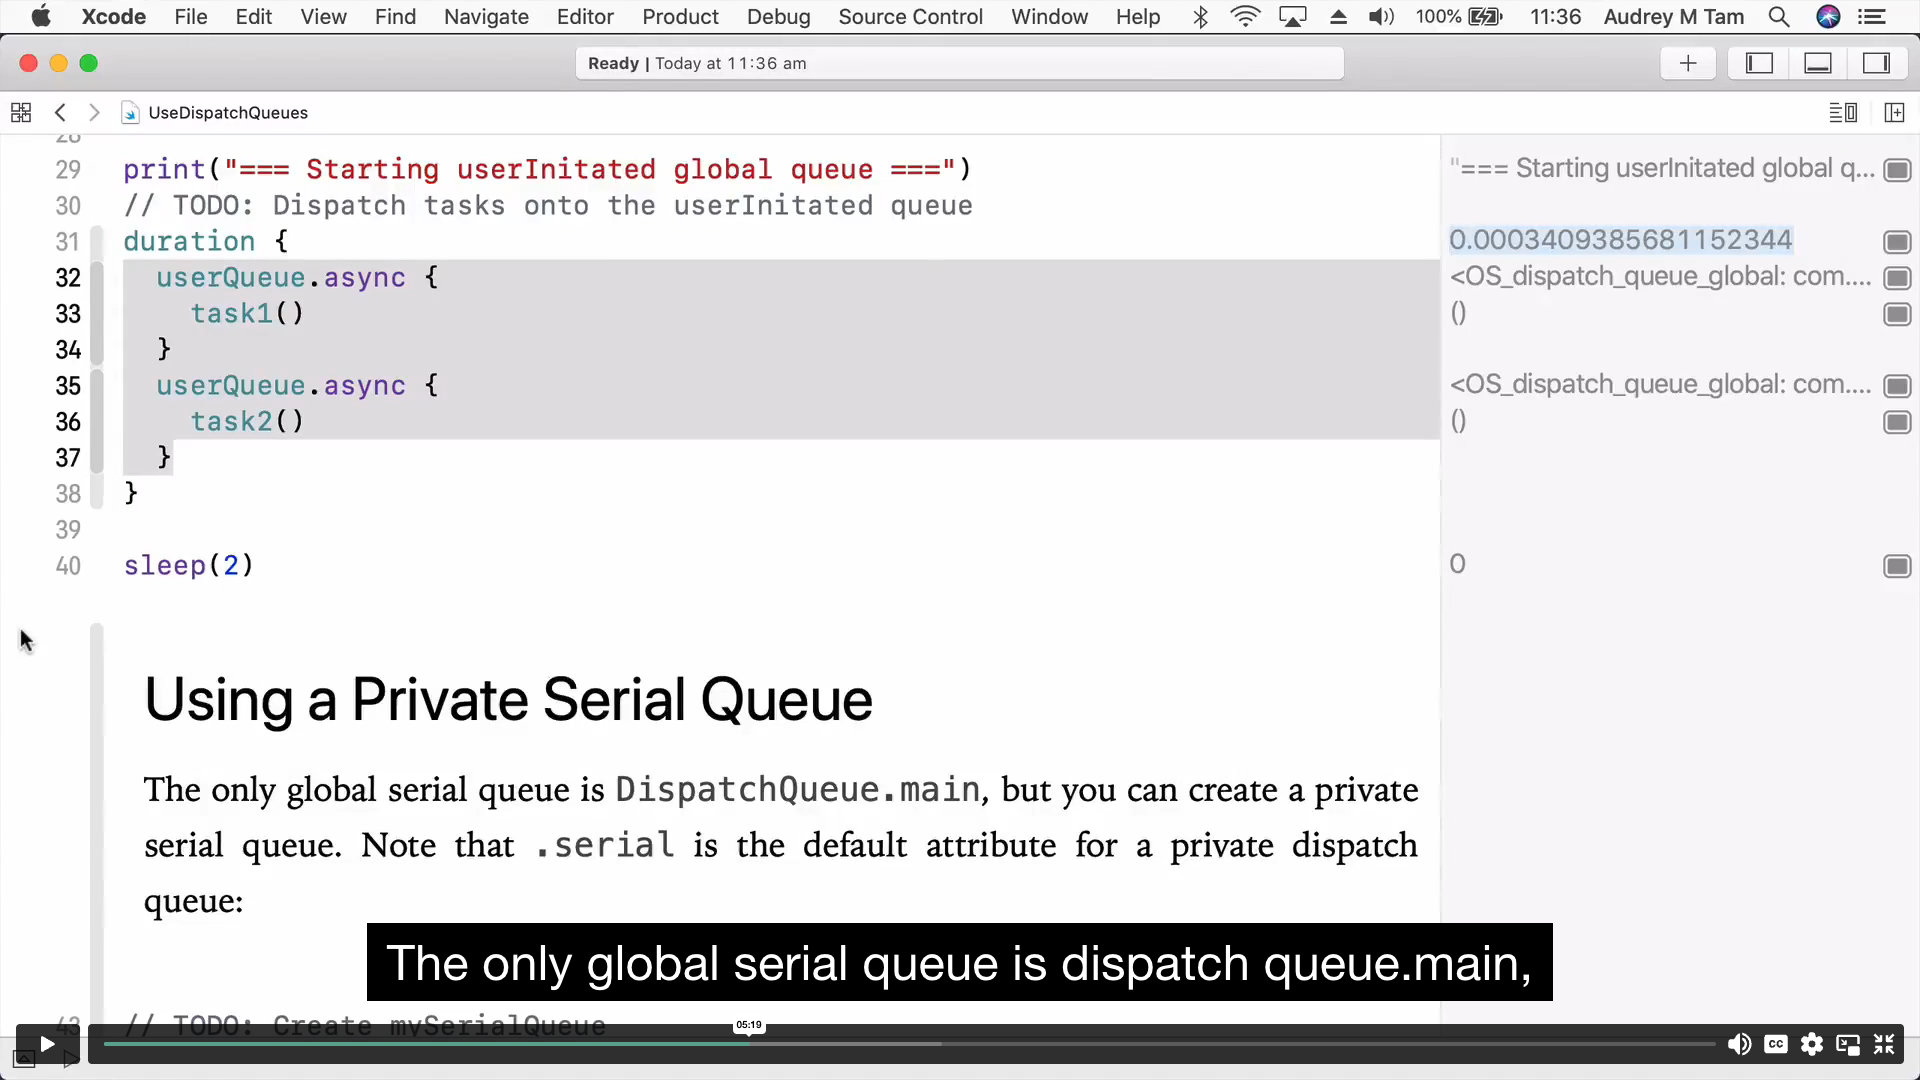 Xcode File Edit View Find Navigate Editor Product Debug Source Control Window Help 100% 11:36 Audrey M Tam
Ready | Today at 11:36 am
UseDispatchQueues
28
29 print("=== Starting userInitated global queue ===") "=== Starting userInitated global q...
30 // TODO: Dispatch tasks onto the userInitated queue
31 duration { 0.0003409385681152344
32 userQueue.async { <OS_dispatch_queue_global: com....
33 task1() ()
34 }
35 userQueue.async { <OS_dispatch_queue_global: com....
36 task2() ()
37 }
38 }
39
40 sleep(2) 0
Using a Private Serial Queue
The only global serial queue is DispatchQueue.main, but you can create a private
serial queue. Note that .serial is the default attribute for a private dispatch
queue:
The only global serial queue is dispatch queue.main,
43 // TODO: Create mySerialQueue
05:19
CC